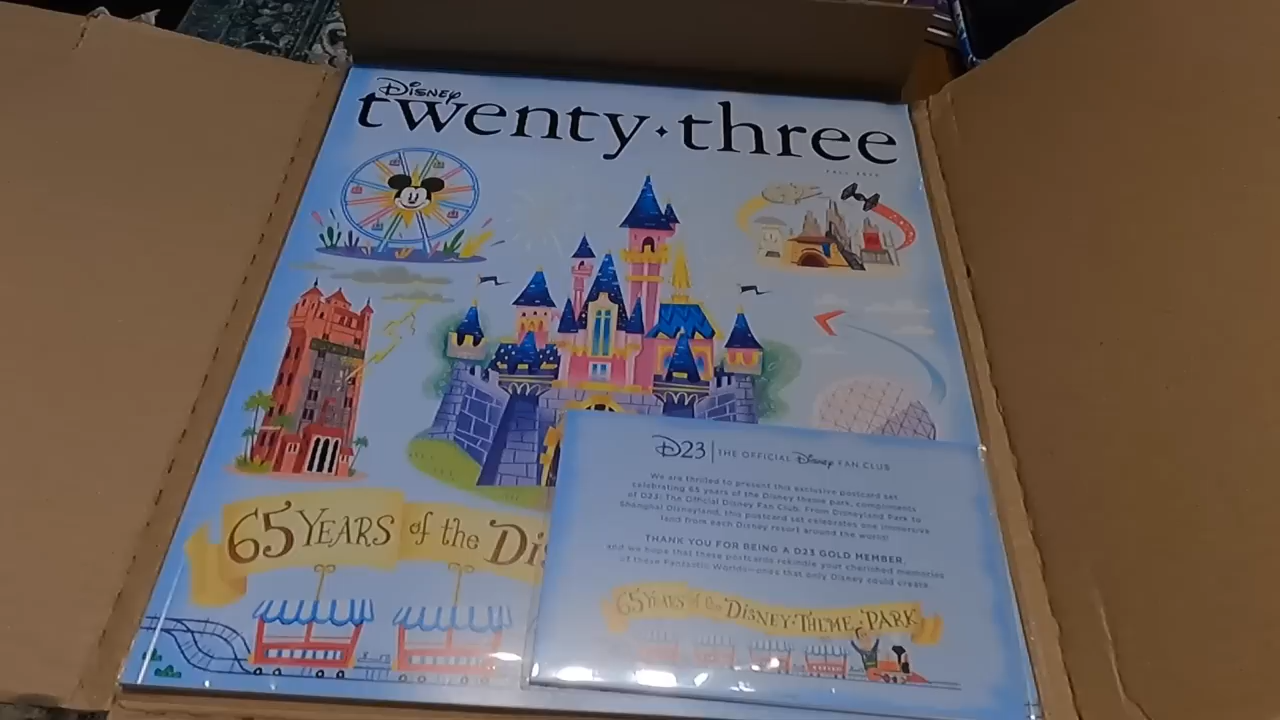 Disney
twenty·three
FALL 2020
65 YEARS of the Dis
D23 | THE OFFICIAL Disney FAN CLUB
We are thrilled to present this exclusive postcard set
celebrating 65 years of the Disney theme park, compliments
of D23: The Official Disney Fan Club. From Disneyland Park to
Shanghai Disneyland, this postcard set celebrates one immersive
land from each Disney resort around the world!
THANK YOU FOR BEING A D23 GOLD MEMBER,
and we hope that these postcards rekindle your cherished memories
of these Fantastic Worlds—ones that only Disney could create.
65 YEARS of the DISNEY THEME PARK